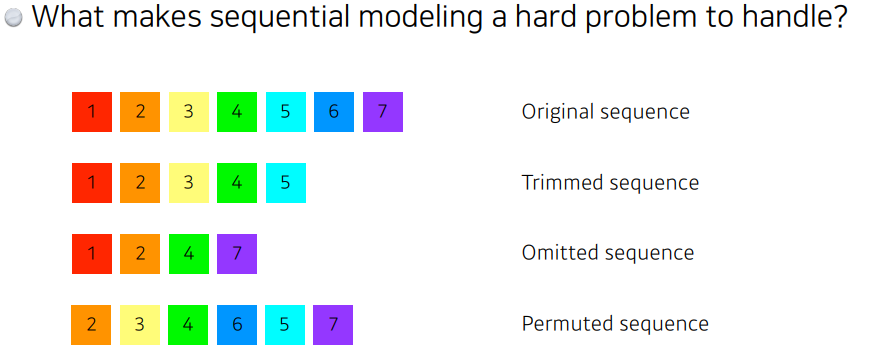 What makes sequential modeling a hard problem to handle?
1 2 3 4 5 6 7 Original sequence
1 2 3 4 5 Trimmed sequence
1 2 4 7 Omitted sequence
2 3 4 6 5 7 Permuted sequence